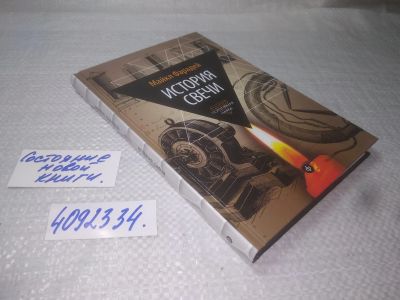 Майкл Фарадей
ИСТОРИЯ
СВЕЧИ
Состояние
новой
книги.
4092334.